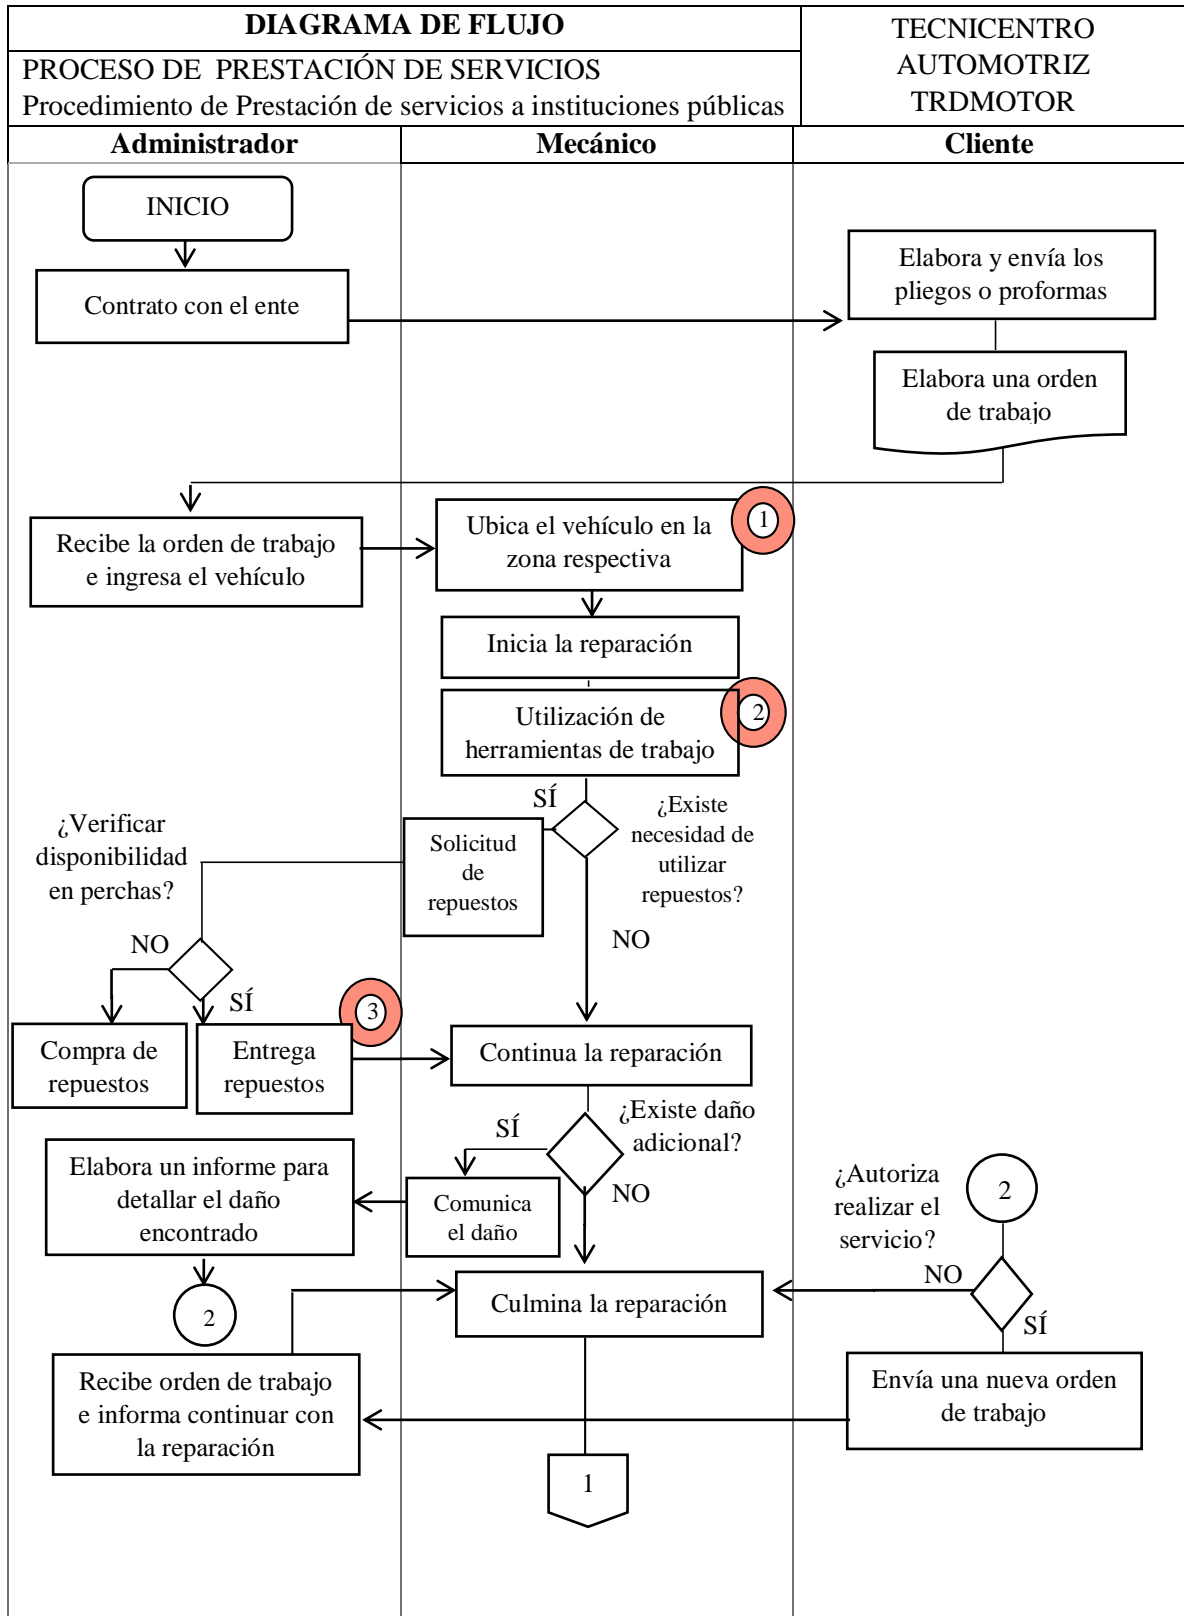 DIAGRAMA DE FLUJO
PROCESO DE PRESTACIÓN DE SERVICIOS
Procedimiento de Prestación de servicios a instituciones públicas
TECNICENTRO
AUTOMOTRIZ
TRDMOTOR
Administrador
Mecánico
Cliente
INICIO
Contrato con el ente
Elabora y envía los
pliegos o proformas
Elabora una orden
de trabajo
Recibe la orden de trabajo
e ingresa el vehículo
Ubica el vehículo en la
zona respectiva
1
Inicia la reparación
Utilización de
herramientas de trabajo
2
SÍ
¿Existe
necesidad de
utilizar
repuestos?
Solicitud
de
repuestos
NO
¿Verificar
disponibilidad
en perchas?
NO
SÍ
3
Compra de
repuestos
Entrega
repuestos
Continua la reparación
¿Existe daño
adicional?
SÍ
NO
Comunica
el daño
Elabora un informe para
detallar el daño
encontrado
2
¿Autoriza
realizar el
servicio?
2
NO
SÍ
Culmina la reparación
Envía una nueva orden
de trabajo
Recibe orden de trabajo
e informa continuar con
la reparación
1